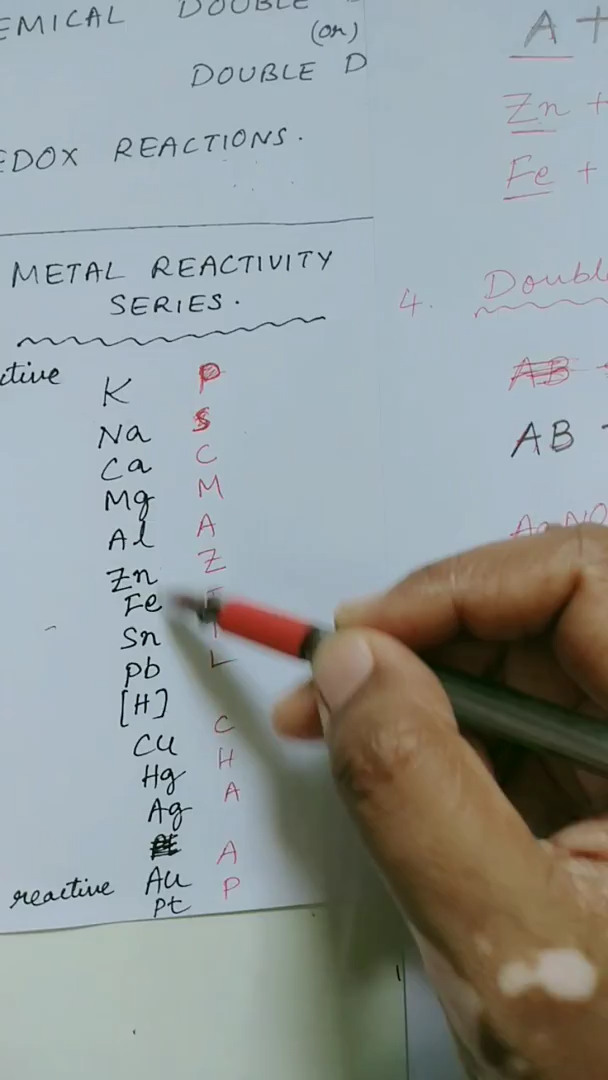 EMICAL DOUBLE
(or)
DOUBLE D
EDOX REACTIONS.
METAL REACTIVITY
SERIES.
ctive
K P
Na S
Ca C
Mg M
Al A
Zn Z
Fe
Sn
Pb L
[H]
Cu C
Hg H
Ag A
A
reactive Au P
Pt
A +
Zn +
Fe +
4. Double
AB
AB -